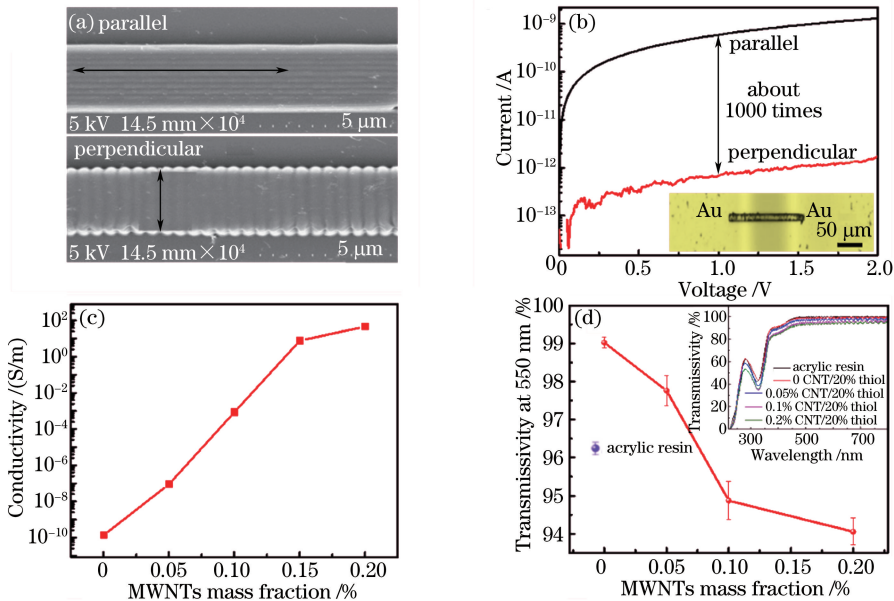 (a)
parallel
5 kV 14.5 mm×10⁴
5 μm
perpendicular
5 kV 14.5 mm×10⁴
5 μm
(b)
Current /A
10⁻⁹
10⁻¹⁰
10⁻¹¹
10⁻¹²
10⁻¹³
0
parallel
about
1000 times
perpendicular
Au
Au
50 μm
0 0.5 1.0 1.5 2.0
Voltage /V
(c)
Conductivity /(S/m)
10²
10⁰
10⁻²
10⁻⁴
10⁻⁶
10⁻⁸
10⁻¹⁰
0 0.05 0.10 0.15 0.20
MWNTs mass fraction /%
(d)
Transmissivity at 550 nm /%
100
99
98
97
96
95
94
acrylic resin
Transmissivity /%
100
80
60
40
20
0
acrylic resin
0 CNT/20% thiol
0.05% CNT/20% thiol
0.1% CNT/20% thiol
0.2% CNT/20% thiol
300 500 700
Wavelength /nm
0 0.05 0.10 0.20
MWNTs mass fraction /%